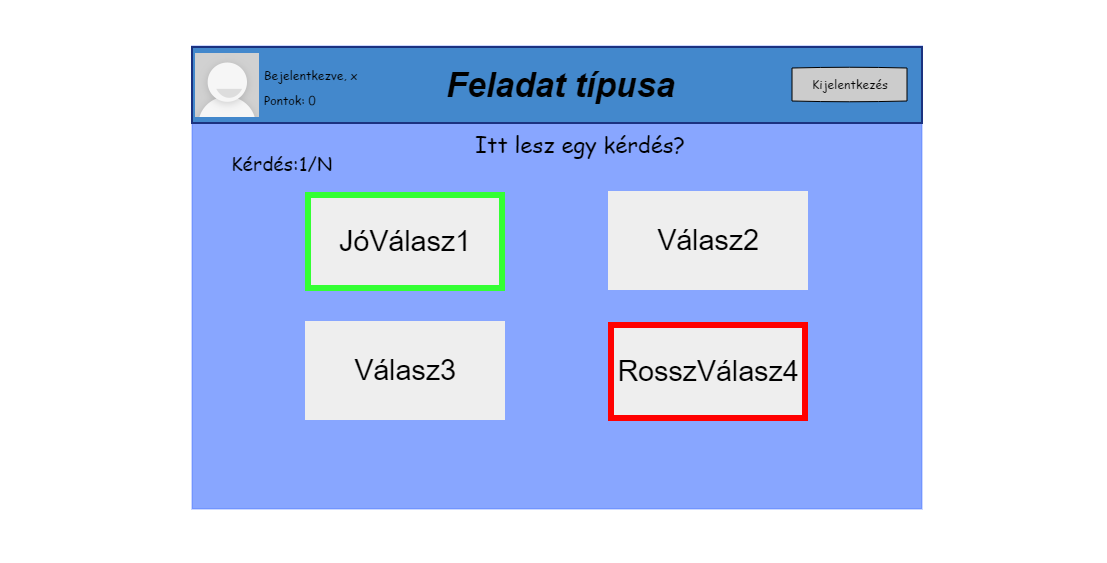 Bejelentkezve, x
Pontok: 0
Feladat típusa
Kijelentkezés
Itt lesz egy kérdés?
Kérdés:1/N
JóVálasz1
Válasz2
Válasz3
RosszVálasz4